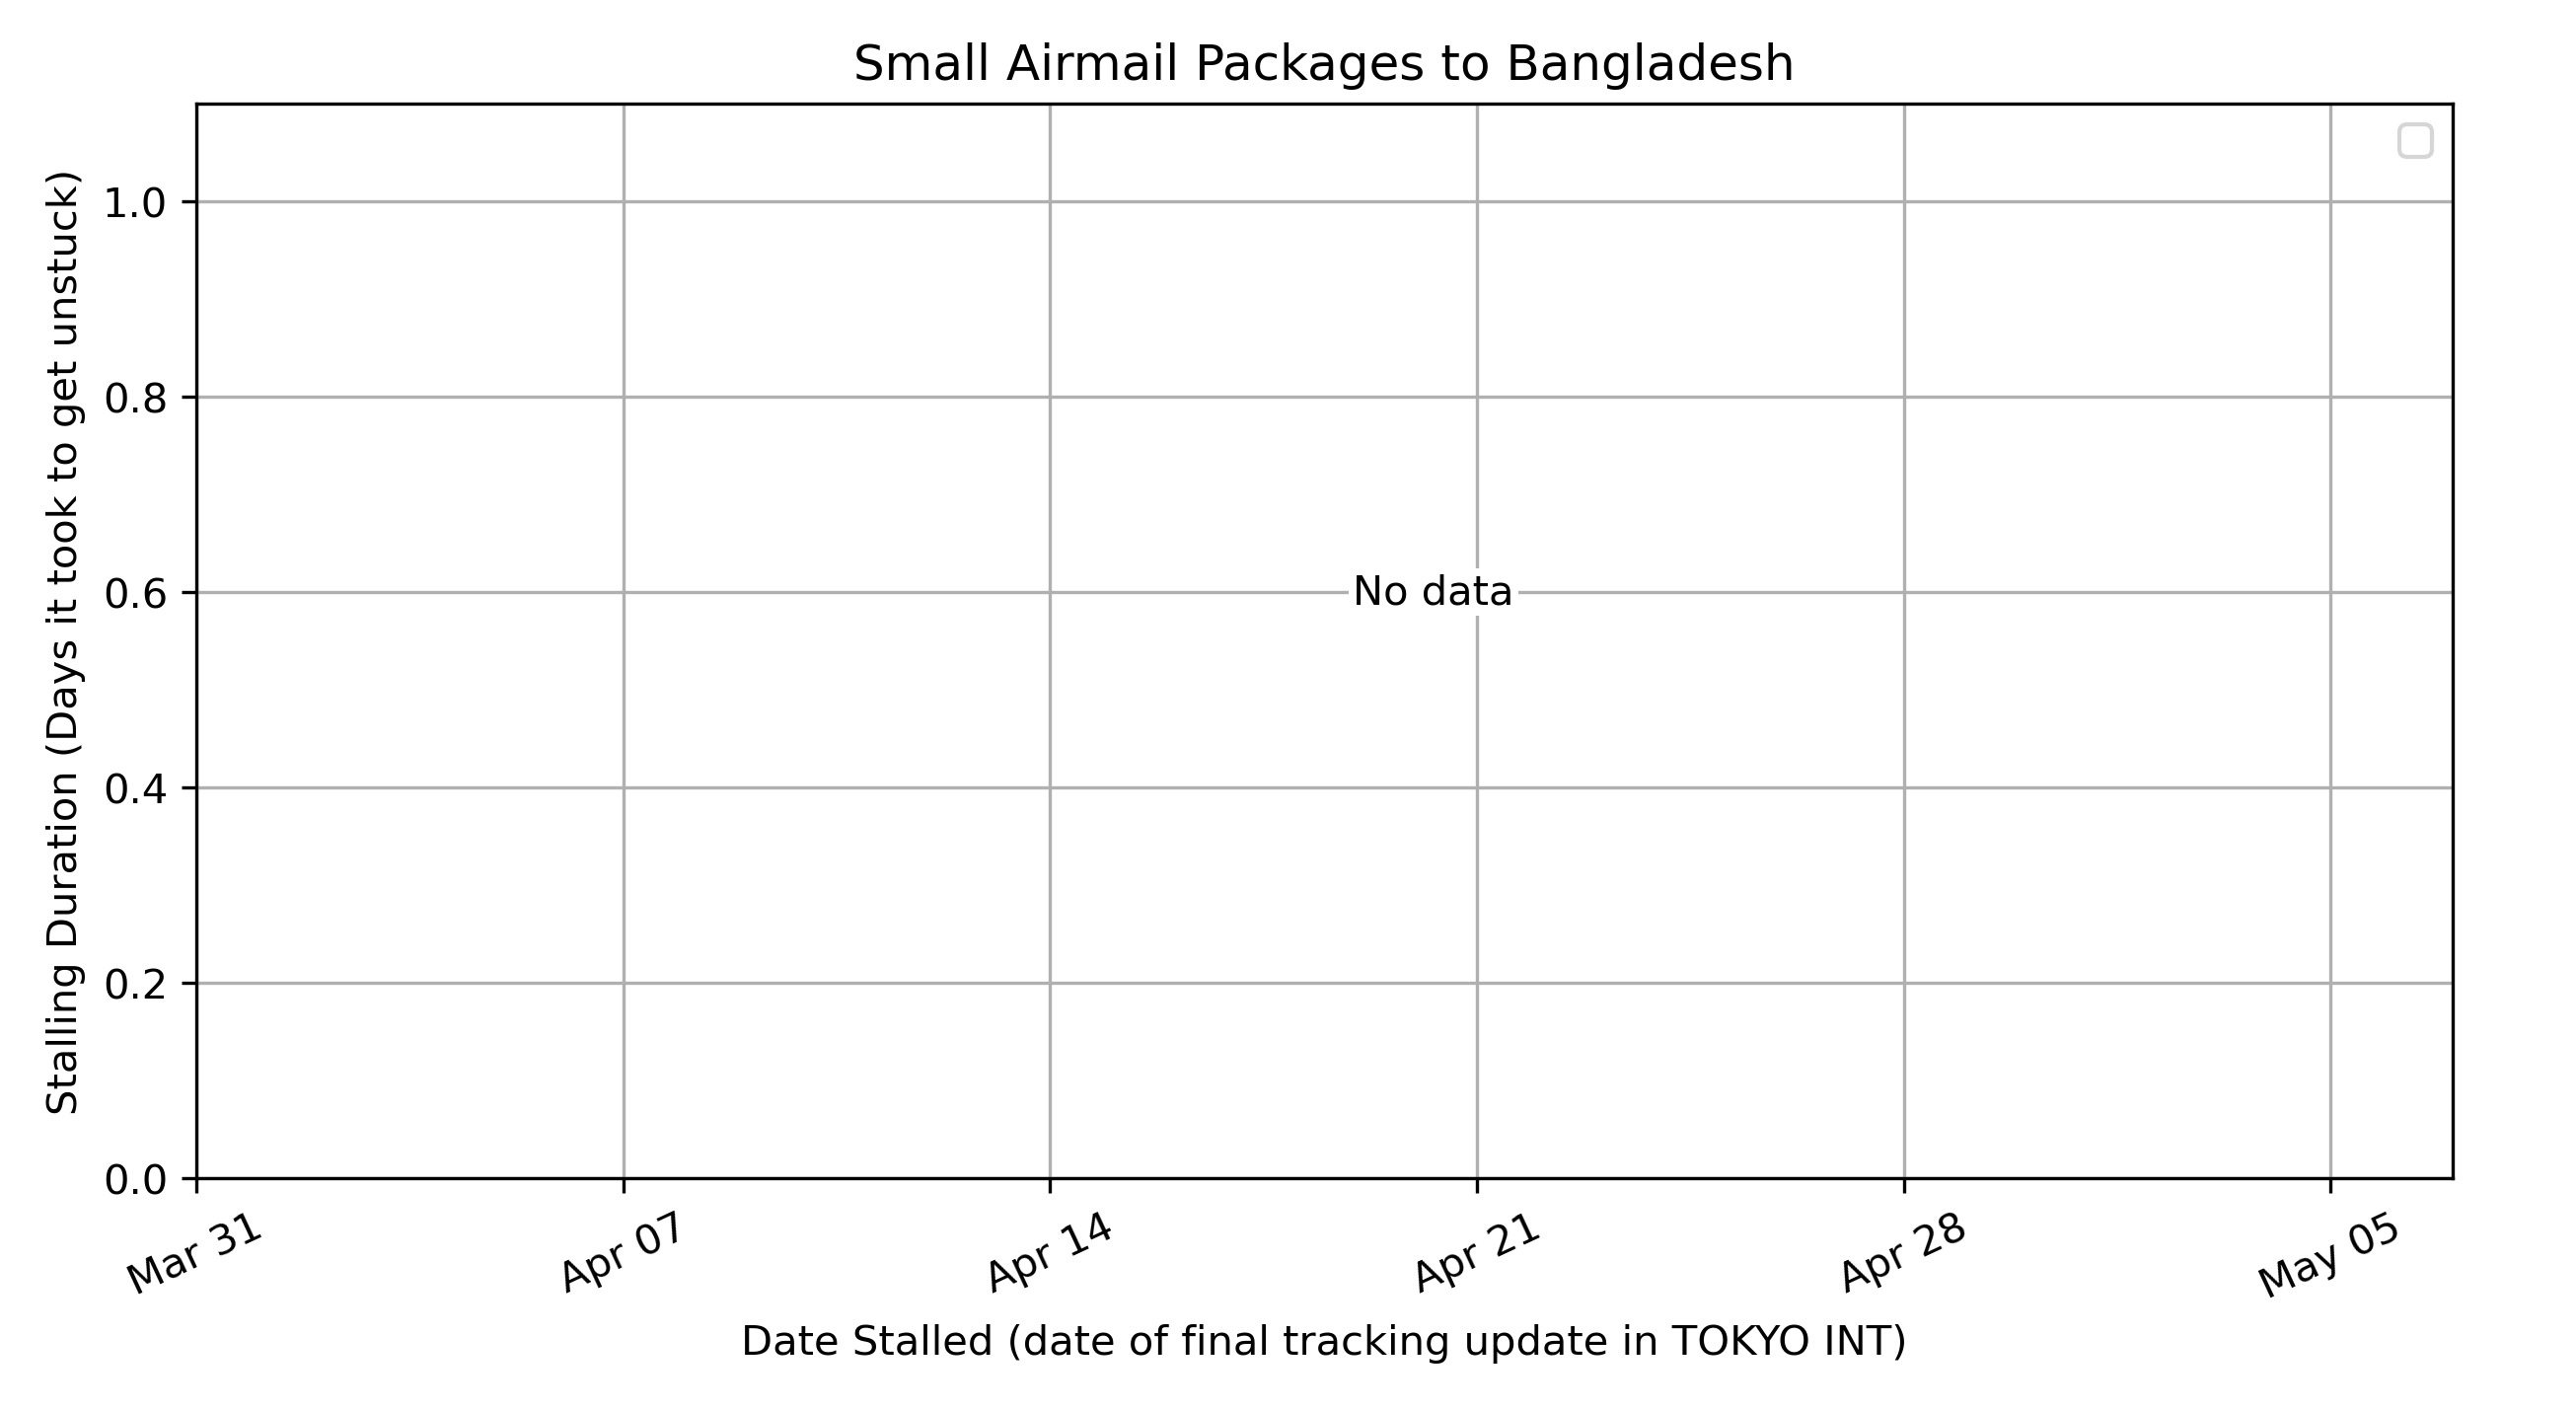 Small Airmail Packages to Bangladesh
Stalling Duration (Days it took to get unstuck)
1.0
0.8
0.6
0.4
0.2
0.0
No data
Mar 31
Apr 07
Apr 14
Apr 21
Apr 28
May 05
Date Stalled (date of final tracking update in TOKYO INT)